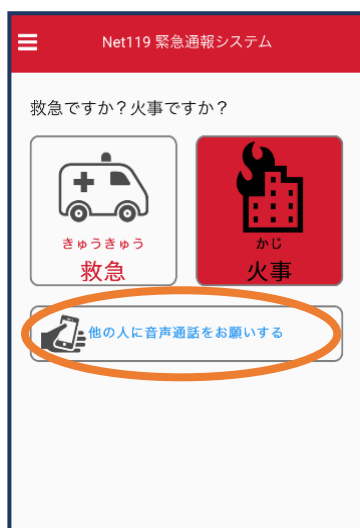 Net119 緊急通報システム
救急ですか？火事ですか？
きゅうきゅう
救急
かじ
火事
他の人に音声通話をお願いする